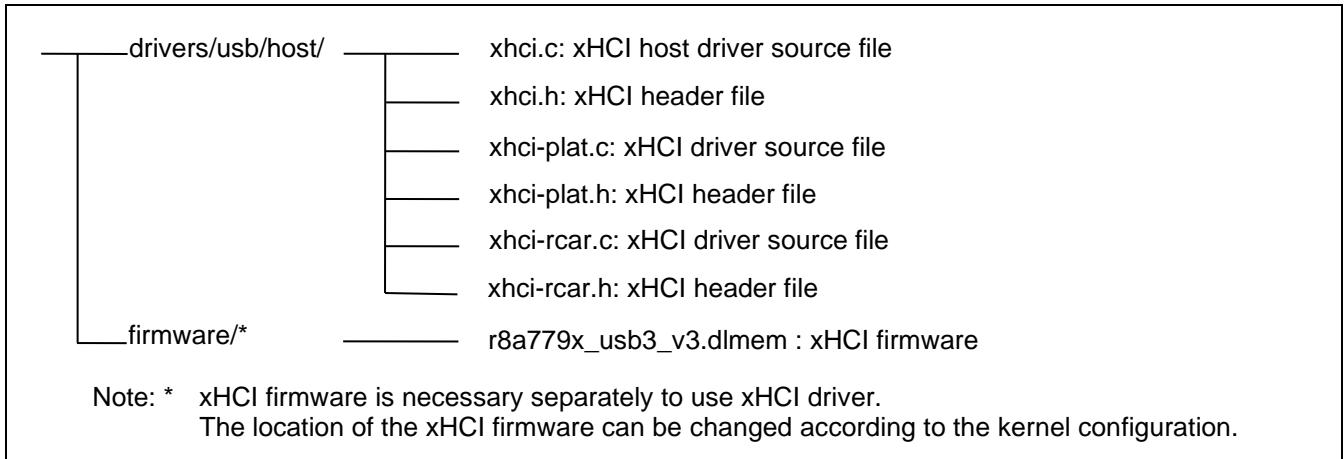 drivers/usb/host/ xhci.c: xHCI host driver source file
xhci.h: xHCI header file
xhci-plat.c: xHCI driver source file
xhci-plat.h: xHCI header file
xhci-rcar.c: xHCI driver source file
xhci-rcar.h: xHCI header file
firmware/* r8a779x_usb3_v3.dlmem : xHCI firmware
Note: * xHCI firmware is necessary separately to use xHCI driver.
The location of the xHCI firmware can be changed according to the kernel configuration.